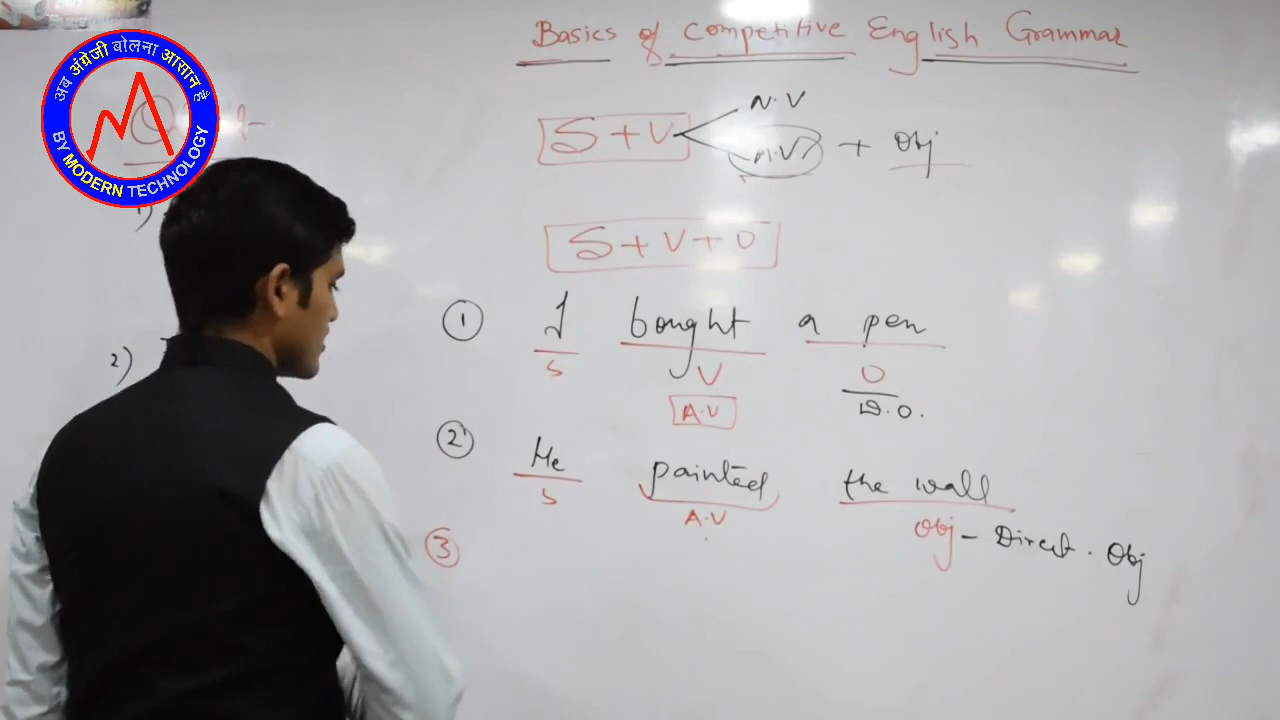 अब अंग्रेजी बोलना आसान है
BY MODERN TECHNOLOGY
Basics of Competitive English Grammar
N.V
S + V A.V + Obj
S + V + O
1)
① I bought a pen
S V O
A.V D.O.
2)
② He painted the wall
S A.V Obj - Direct. Obj
③